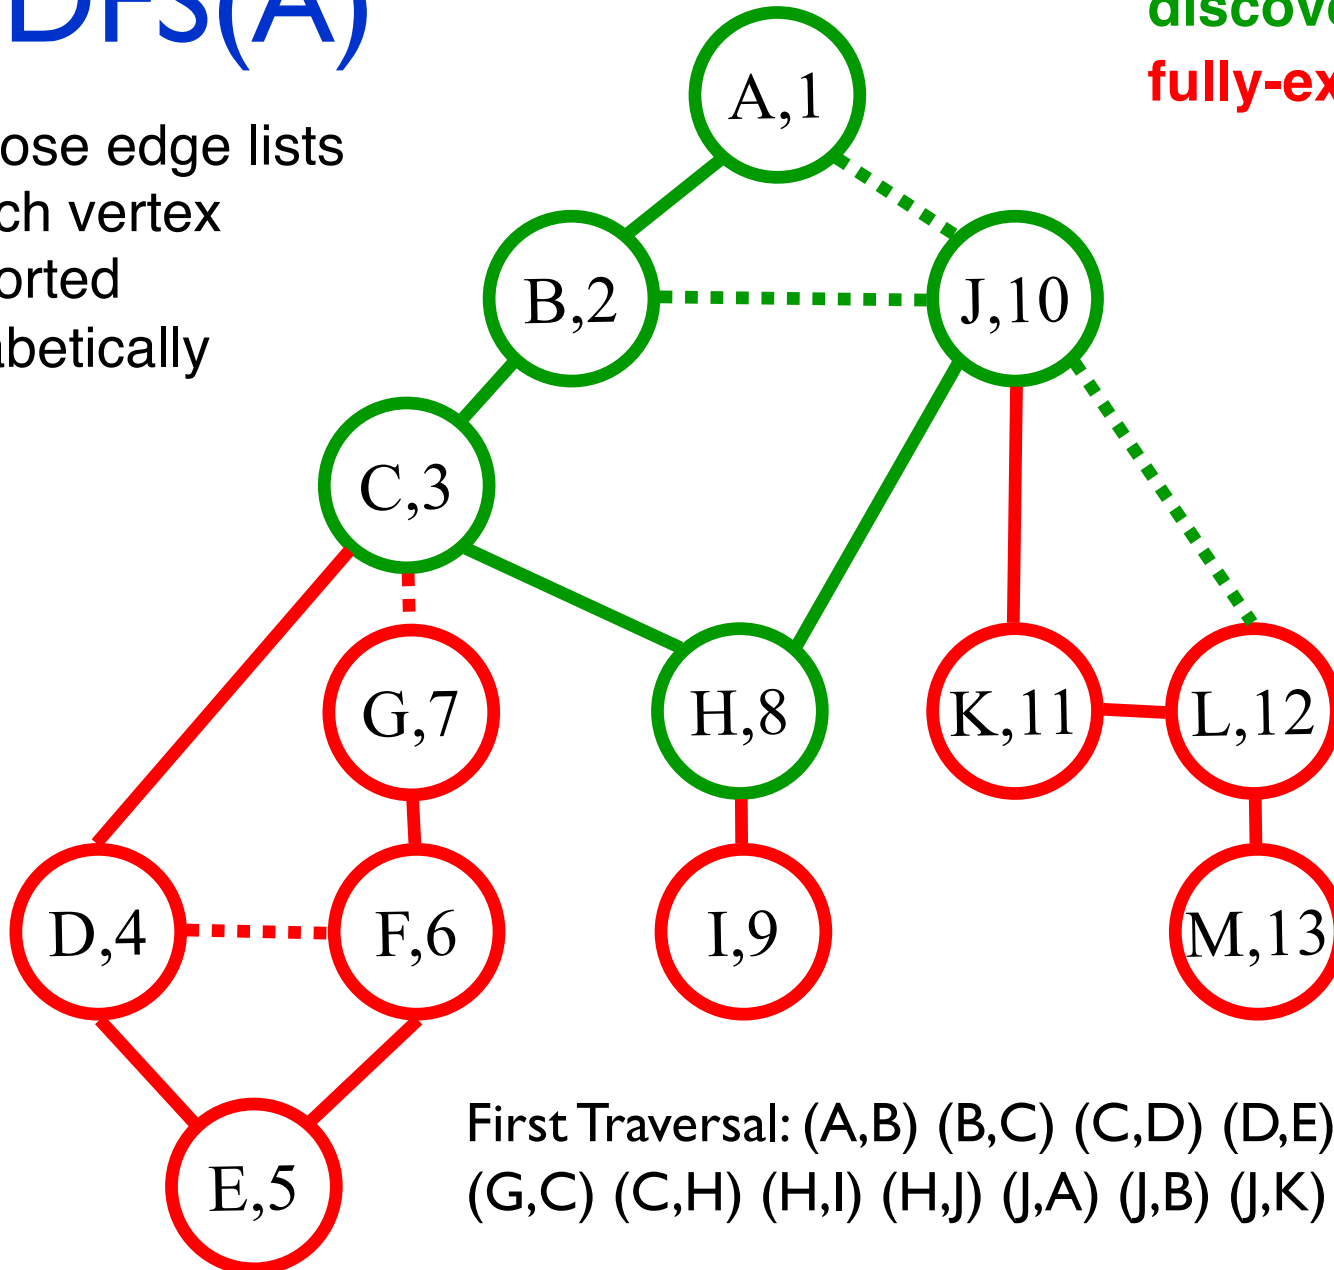 DFS(A)
discov
fully-ex
ose edge lists
ch vertex
orted
abetically
A,1
B,2
J,10
C,3
G,7
H,8
K,11
L,12
D,4
F,6
I,9
M,13
E,5
First Traversal: (A,B) (B,C) (C,D) (D,E)
(G,C) (C,H) (H,I) (H,J) (J,A) (J,B) (J,K)